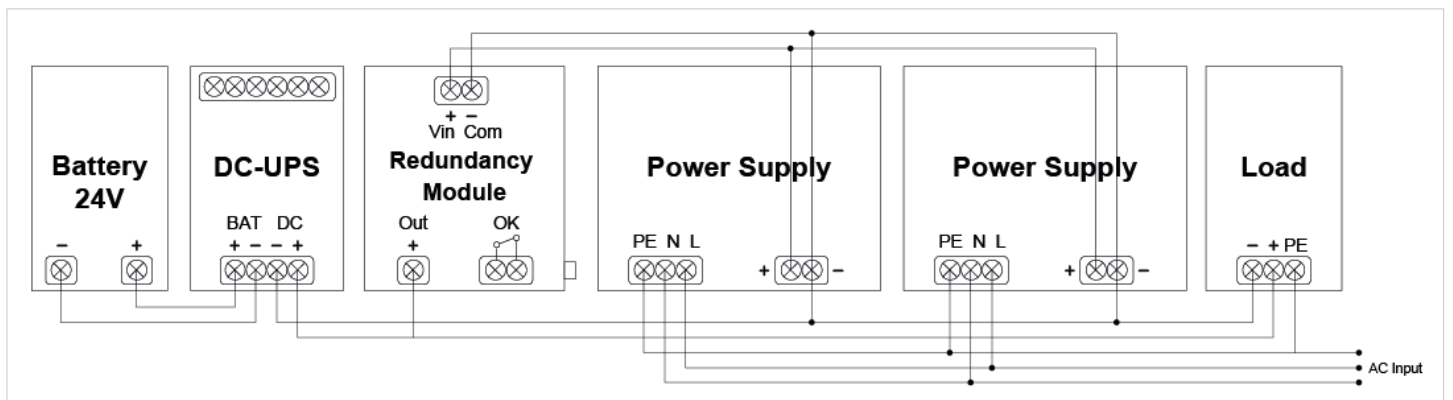 Battery
24V
− +
DC-UPS
BAT DC
+ − − +
+ −
Vin Com
Redundancy
Module
Out OK
+
Power Supply
PE N L
+ −
Power Supply
PE N L
+ −
Load
− + PE
AC Input